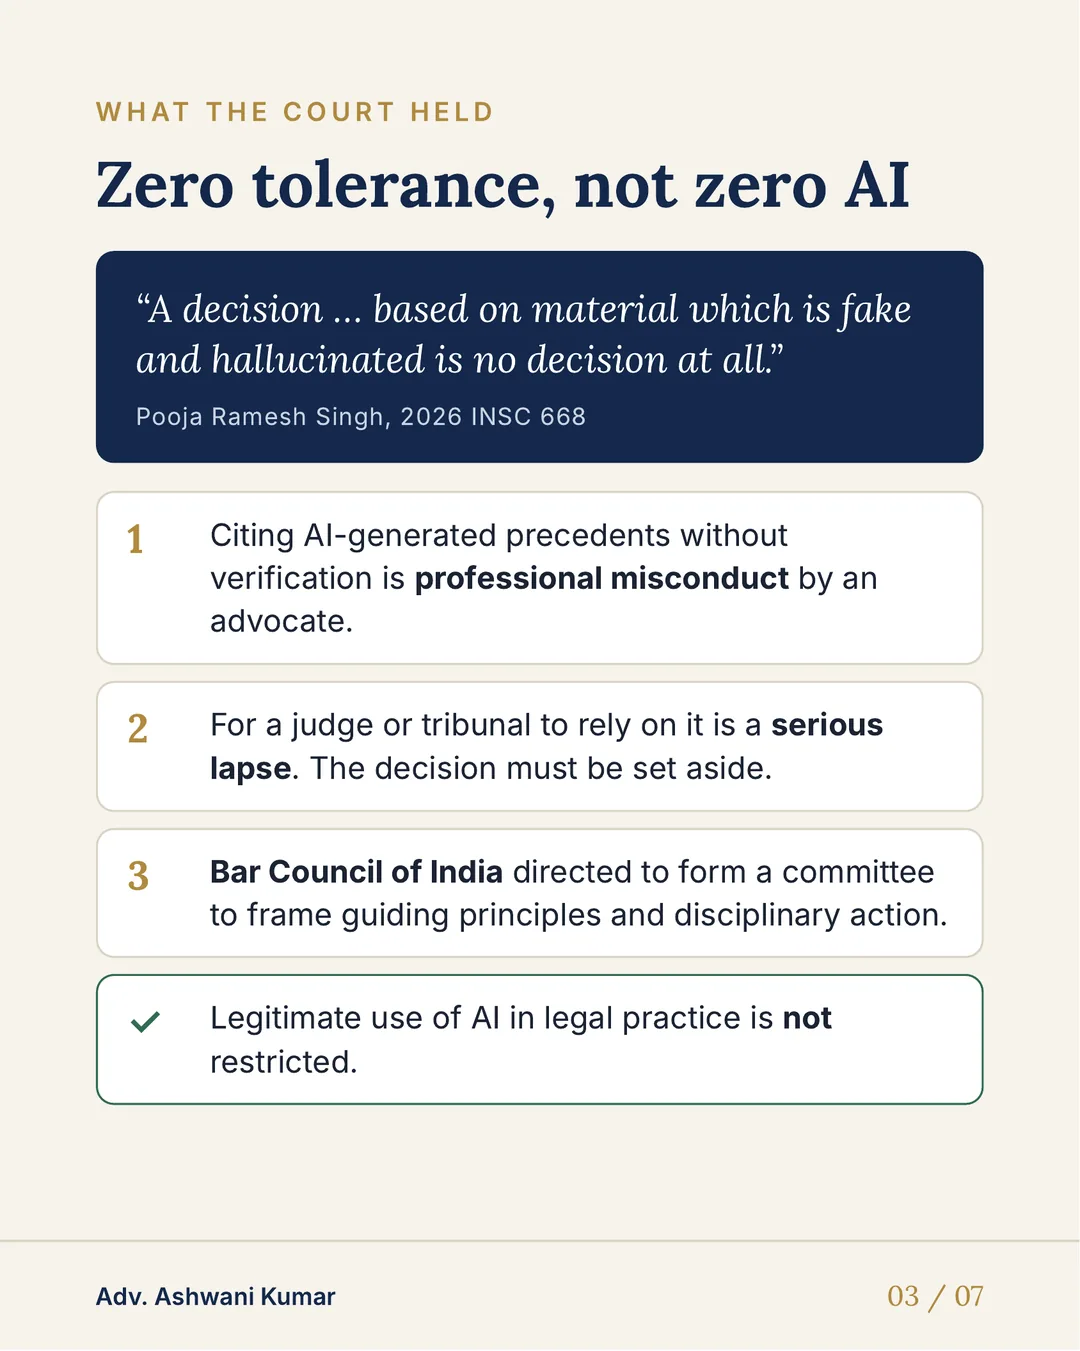 WHAT THE COURT HELD
Zero tolerance, not zero AI
“A decision … based on material which is fake
and hallucinated is no decision at all.”
Pooja Ramesh Singh, 2026 INSC 668
1
Citing AI-generated precedents without
verification is professional misconduct by an
advocate.
2
For a judge or tribunal to rely on it is a serious
lapse. The decision must be set aside.
3
Bar Council of India directed to form a committee
to frame guiding principles and disciplinary action.
Legitimate use of AI in legal practice is not
restricted.
Adv. Ashwani Kumar
03 / 07